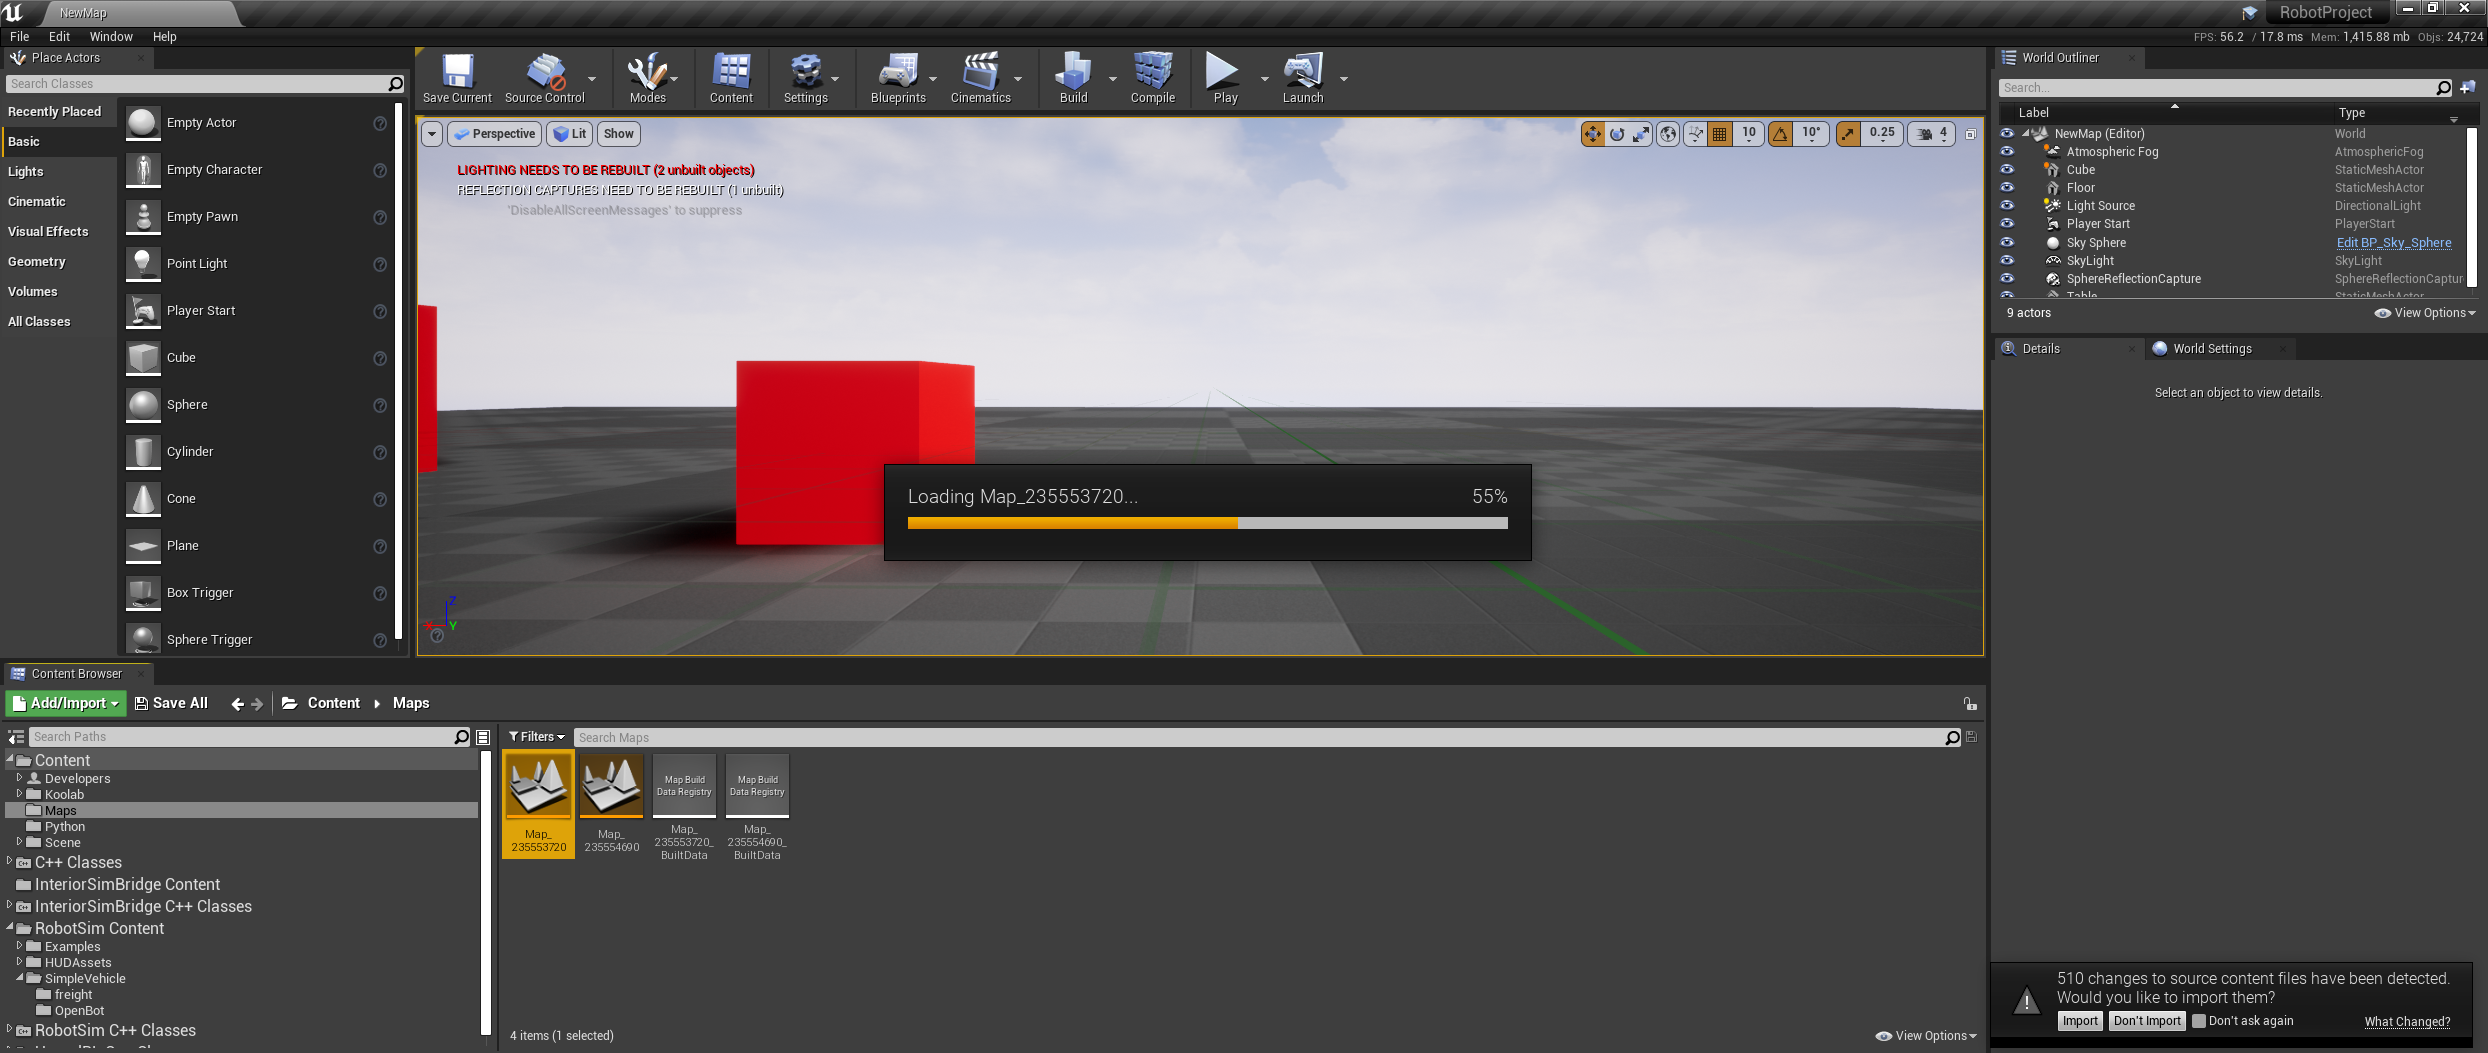 NewMap
RobotProject
File Edit Window Help
FPS: 56.2 / 17.8 ms Mem: 1,415.88 mb Objs: 24,724
Place Actors
Search Classes
Recently Placed
Basic
Lights
Cinematic
Visual Effects
Geometry
Volumes
All Classes
Empty Actor
Empty Character
Empty Pawn
Point Light
Player Start
Cube
Sphere
Cylinder
Cone
Plane
Box Trigger
Sphere Trigger
Save Current Source Control Modes Content Settings Blueprints Cinematics Build Compile Play Launch
Perspective Lit Show
10 10° 0.25 4
LIGHTING NEEDS TO BE REBUILT (2 unbuilt objects)
REFLECTION CAPTURES NEED TO BE REBUILT (1 unbuilt)
'DisableAllScreenMessages' to suppress
Loading Map_235553720... 55%
Z
X Y
World Outliner
Search...
Label Type
NewMap (Editor) World
Atmospheric Fog AtmosphericFog
Cube StaticMeshActor
Floor StaticMeshActor
Light Source DirectionalLight
Player Start PlayerStart
Sky Sphere Edit BP_Sky_Sphere
SkyLight SkyLight
SphereReflectionCapture SphereReflectionCaptur
Table StaticMeshActor
9 actors View Options
Details World Settings
Select an object to view details.
Content Browser
Add/Import Save All Content Maps
Search Paths
Filters Search Maps
Content
Developers
Koolab
Maps
Python
Scene
C++ Classes
InteriorSimBridge Content
InteriorSimBridge C++ Classes
RobotSim Content
Examples
HUDAssets
SimpleVehicle
freight
OpenBot
RobotSim C++ Classes
Map_
235553720
Map_
235554690
Map Build
Data Registry
Map_
235553720_
BuiltData
Map Build
Data Registry
Map_
235554690_
BuiltData
4 items (1 selected) View Options
510 changes to source content files have been detected.
Would you like to import them?
Import Don't Import Don't ask again What Changed?